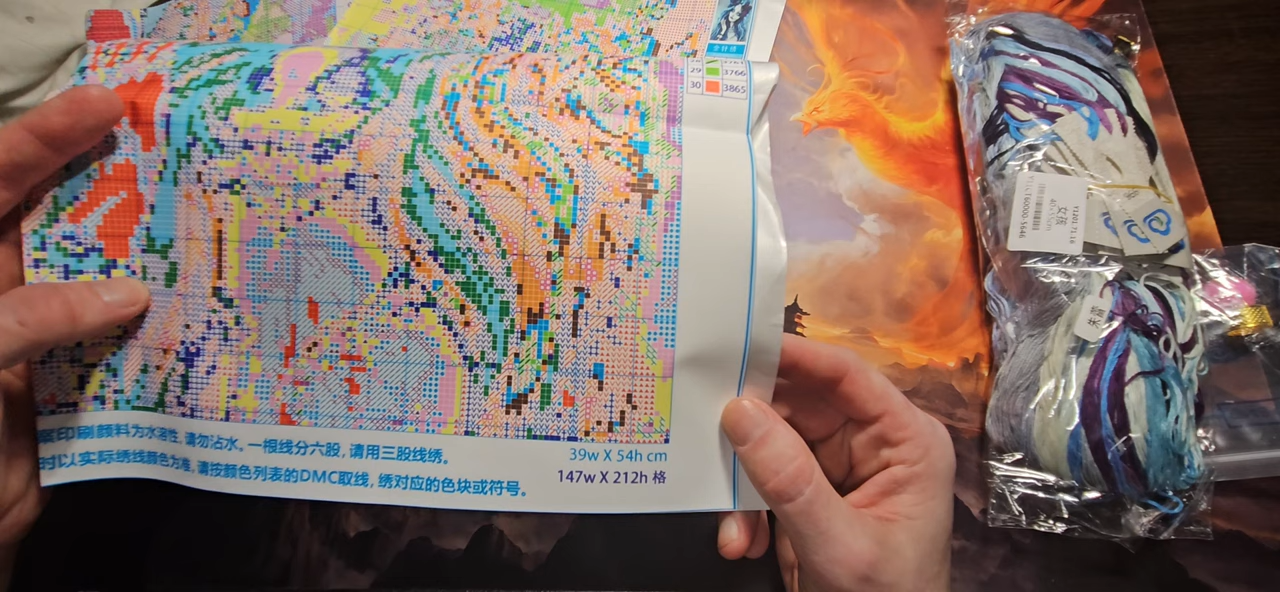 29 3766
30 3865
印刷颜料为水溶性,请勿沾水。一根线分六股,请用三股线绣。
时以实际绣线颜色为准,请按颜色列表的DMC取线,绣对应的色块或符号。
39w X 54h cm
147w X 212h 格
女孩